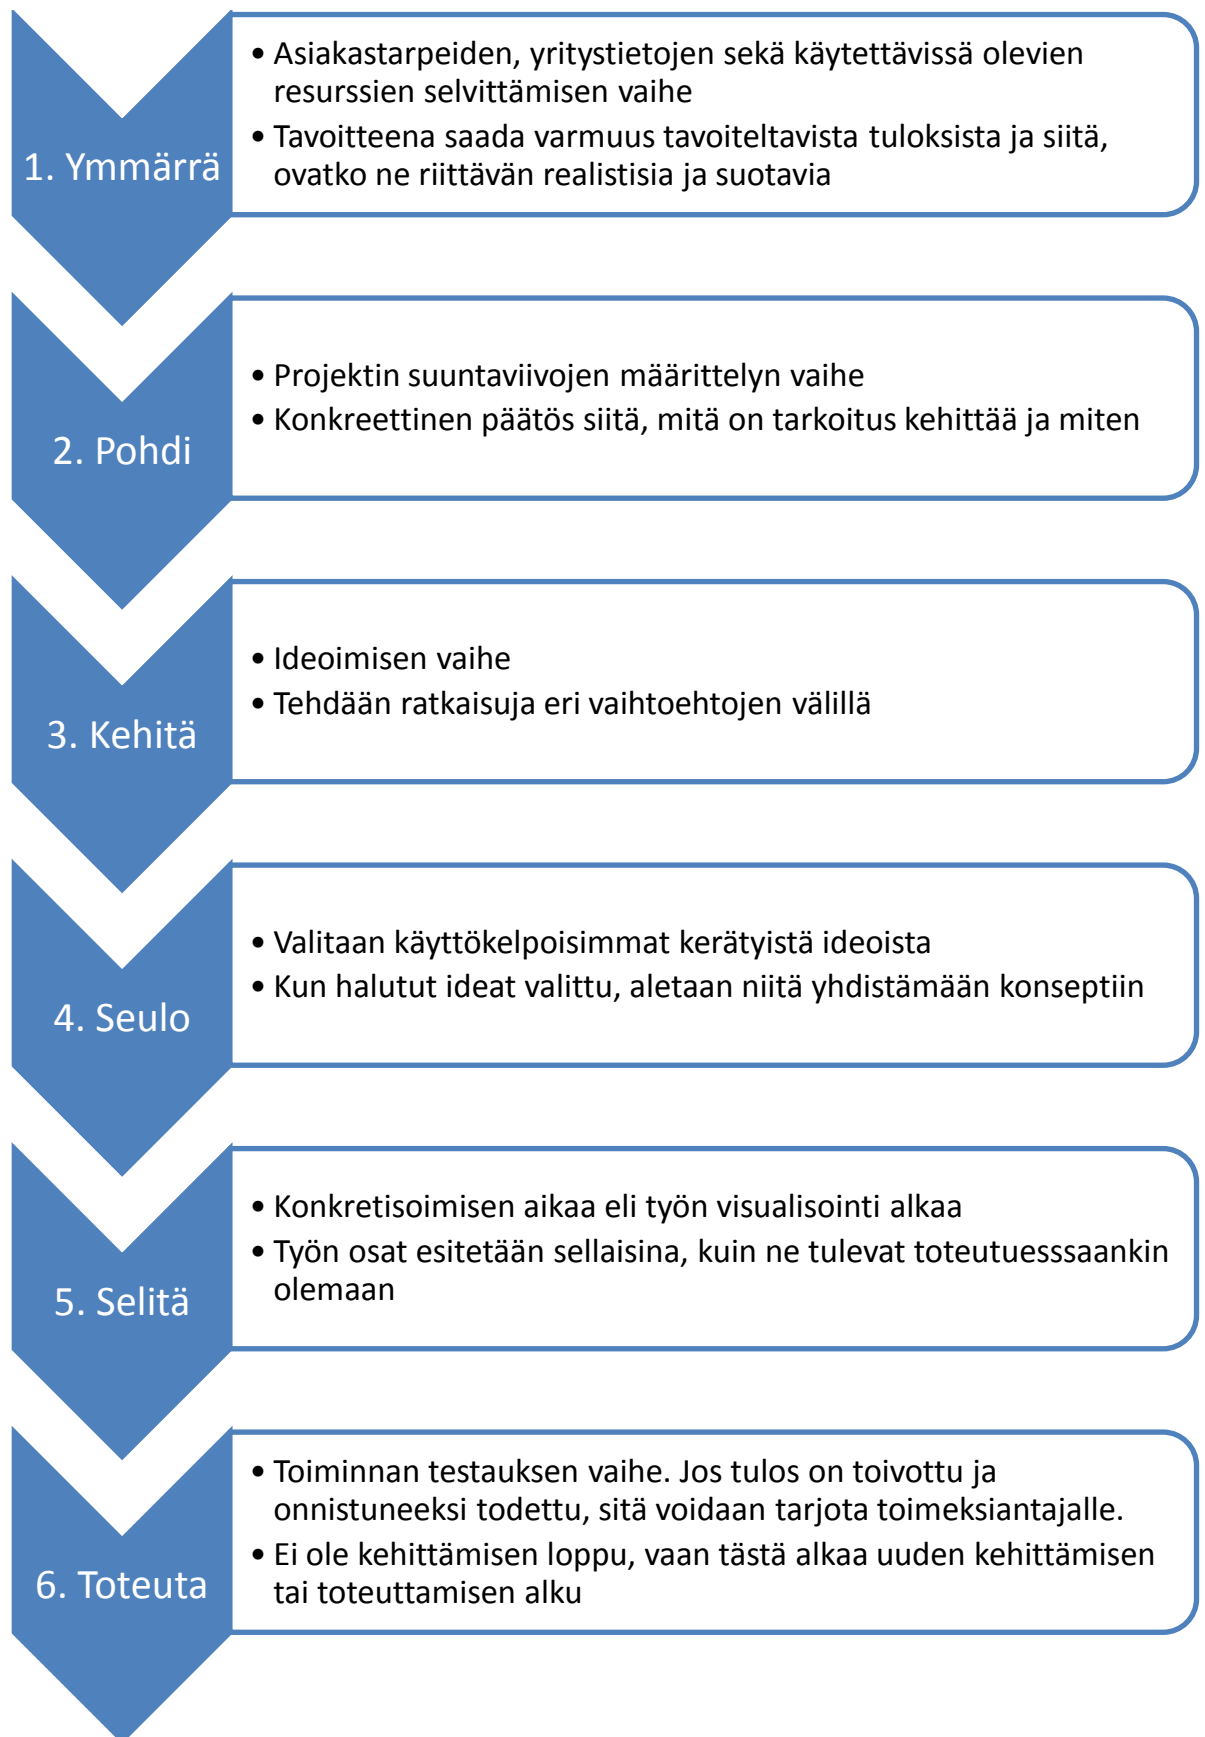 1. Ymmärrä
• Asiakastarpeiden, yritystietojen sekä käytettävissä olevien
resurssien selvittämisen vaihe
• Tavoitteena saada varmuus tavoiteltavista tuloksista ja siitä,
ovatko ne riittävän realistisia ja suotavia
2. Pohdi
• Projektin suuntaviivojen määrittelyn vaihe
• Konkreettinen päätös siitä, mitä on tarkoitus kehittää ja miten
3. Kehitä
• Ideoimisen vaihe
• Tehdään ratkaisuja eri vaihtoehtojen välillä
4. Seulo
• Valitaan käyttökelpoisimmat kerätyistä ideoista
• Kun halutut ideat valittu, aletaan niitä yhdistämään konseptiin
5. Selitä
• Konkretisoimisen aikaa eli työn visualisointi alkaa
• Työn osat esitetään sellaisina, kuin ne tulevat toteutuesssaankin
olemaan
6. Toteuta
• Toiminnan testauksen vaihe. Jos tulos on toivottu ja
onnistuneeksi todettu, sitä voidaan tarjota toimeksiantajalle.
• Ei ole kehittämisen loppu, vaan tästä alkaa uuden kehittämisen
tai toteuttamisen alku